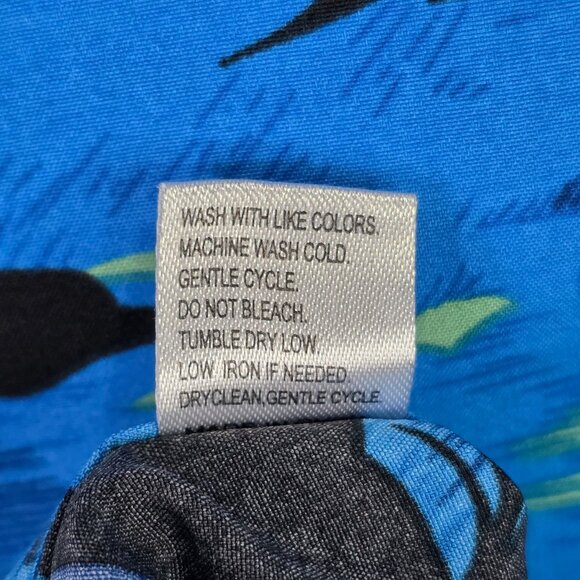 WASH WITH LIKE COLORS.
MACHINE WASH COLD.
GENTLE CYCLE.
DO NOT BLEACH.
TUMBLE DRY LOW.
LOW IRON IF NEEDED.
DRYCLEAN,GENTLE CYCLE.